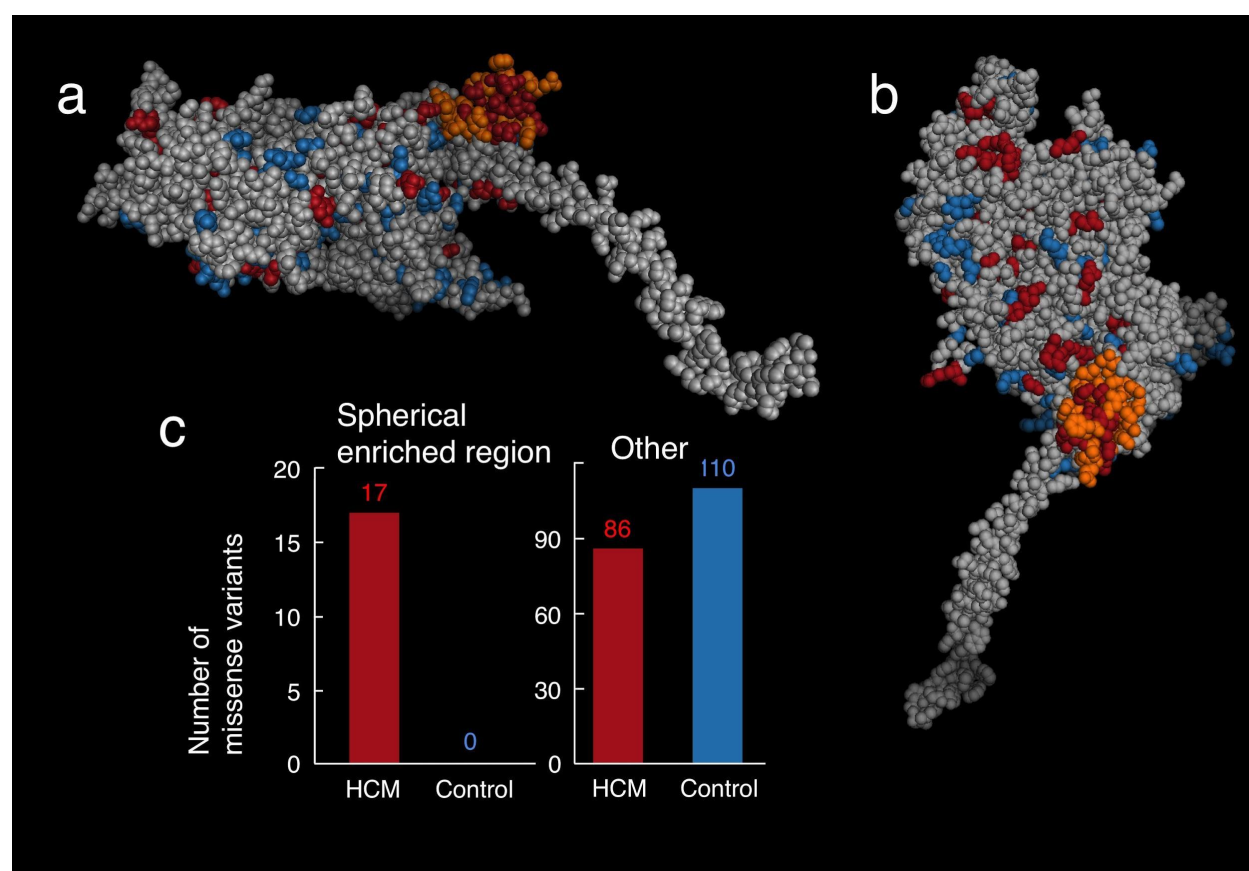 a
b
c
Spherical
enriched region
Other
Number of
missense variants
20
15
10
5
0
17
0
HCM
Control
90
60
30
0
86
110
HCM
Control